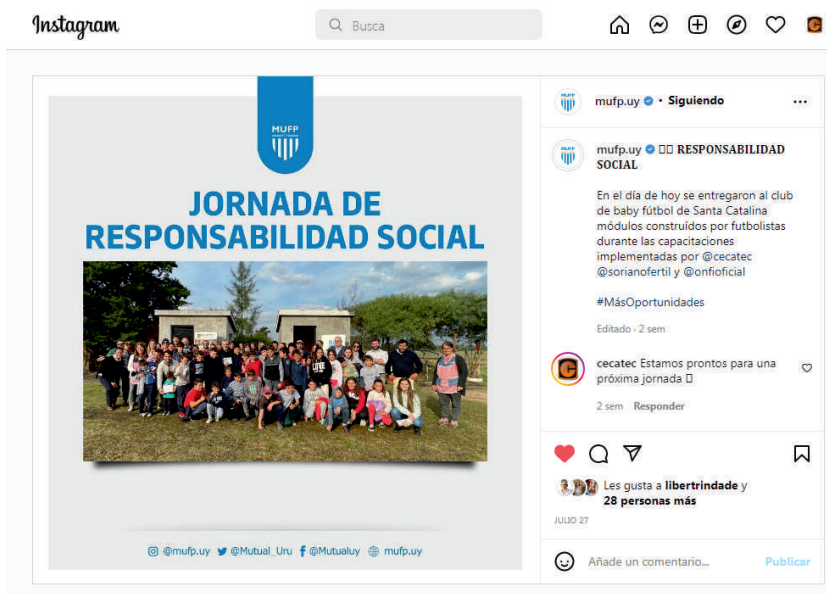 Instagram
Busca
MUFP
JORNADA DE
RESPONSABILIDAD SOCIAL
@mufp.uy @Mutual_Uru @Mutualuy mufp.uy
mufp.uy • Siguiendo
mufp.uy RESPONSABILIDAD
SOCIAL
En el día de hoy se entregaron al club
de baby fútbol de Santa Catalina
módulos construídos por futbolistas
durante las capacitaciones
implementadas por @cecatec
@sorianofertil y @onfioficial
#MásOportunidades
Editado · 2 sem
cecatec Estamos prontos para una
próxima jornada
2 sem Responder
Les gusta a libertrindade y
28 personas más
JULIO 27
Añade un comentario...
Publicar